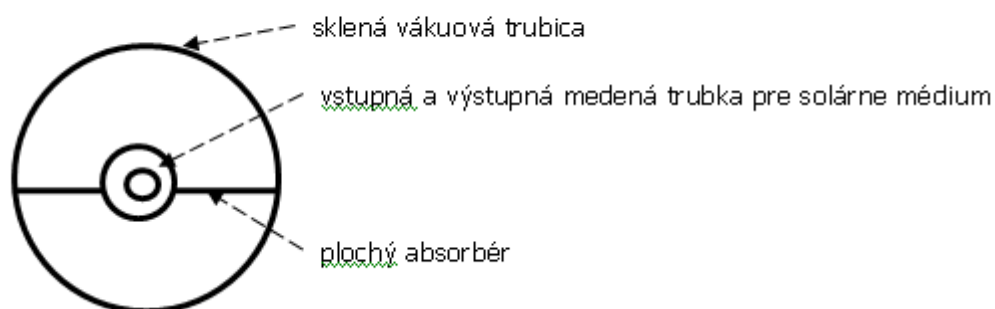 sklená vákuová trubica
vstupná a výstupná medená trubka pre solárne médium
plochý absorbér